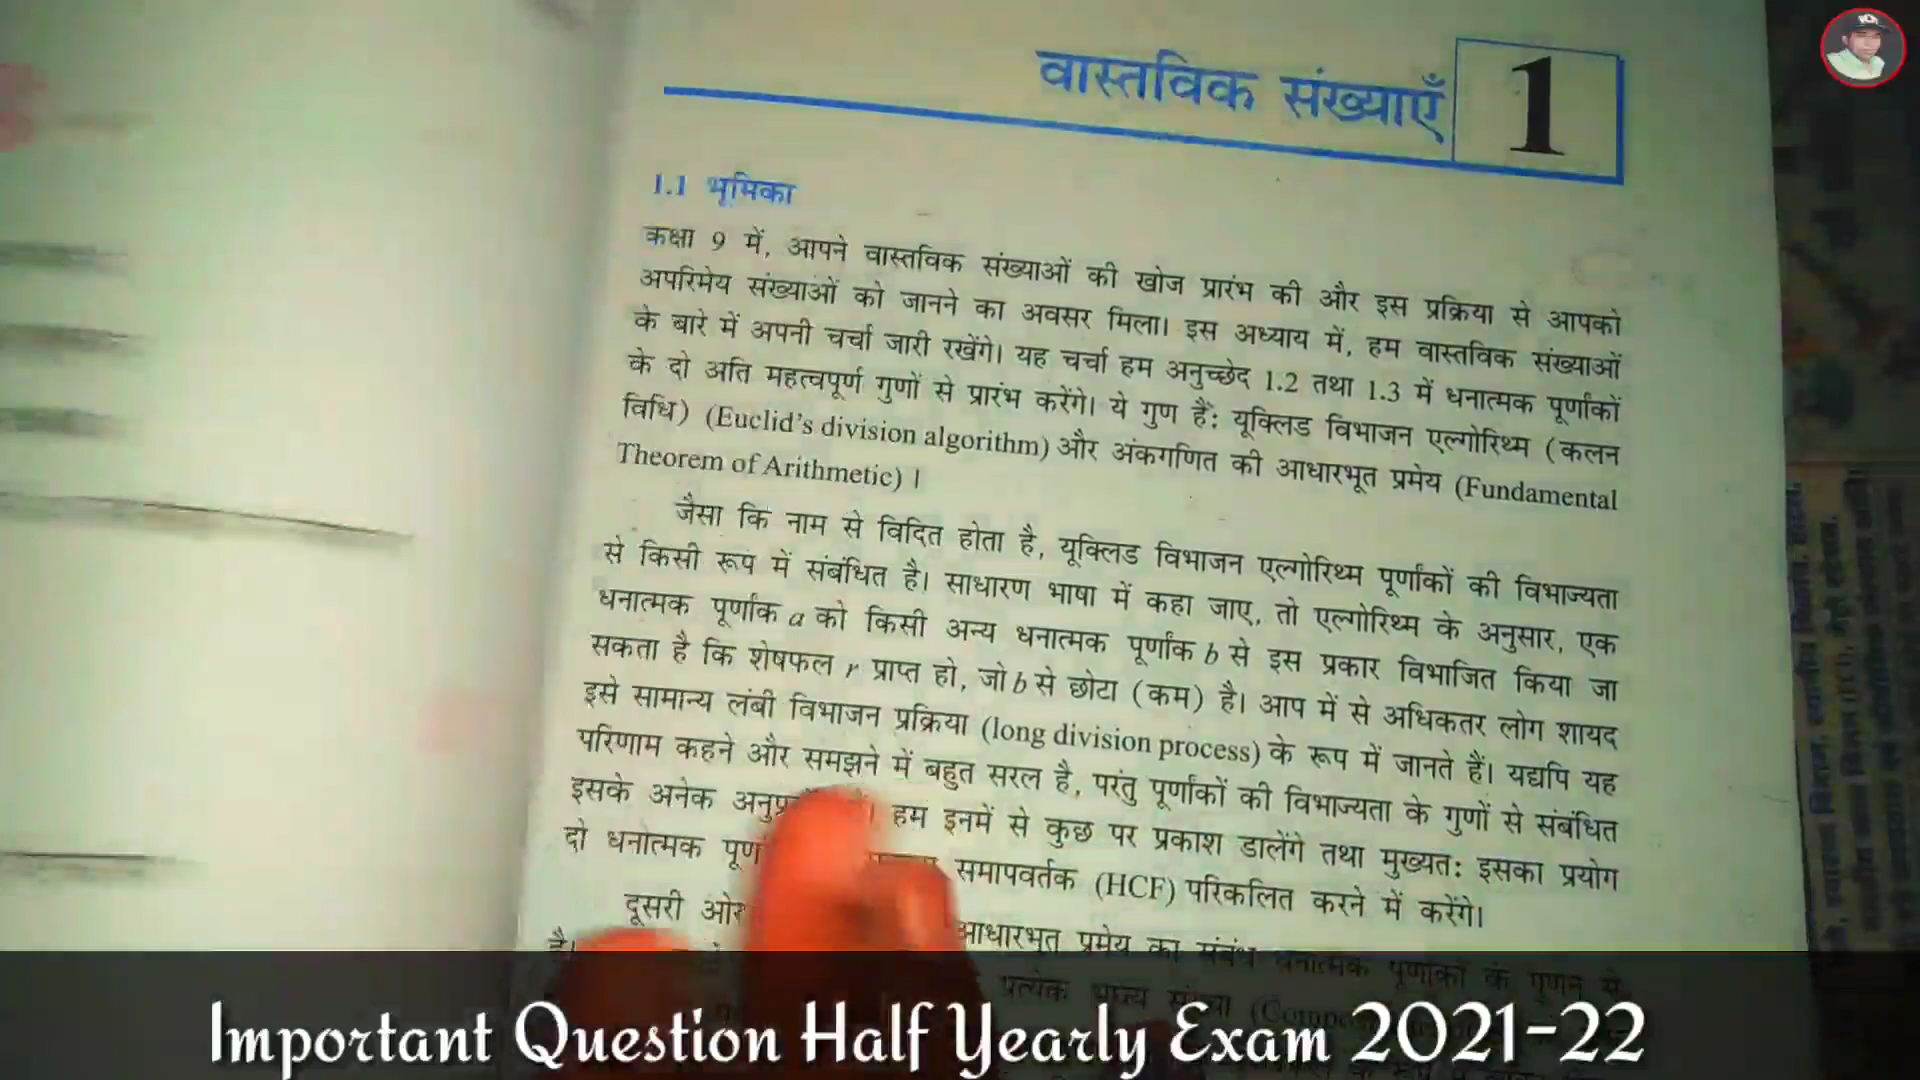 वास्तविक संख्याएँ 1
1.1 भूमिका
कक्षा 9 में, आपने वास्तविक संख्याओं की खोज प्रारंभ की और इस प्रक्रिया से आपको
अपरिमेय संख्याओं को जानने का अवसर मिला। इस अध्याय में, हम वास्तविक संख्याओं
के बारे में अपनी चर्चा जारी रखेंगे। यह चर्चा हम अनुच्छेद 1.2 तथा 1.3 में धनात्मक पूर्णांकों
के दो अति महत्वपूर्ण गुणों से प्रारंभ करेंगे। ये गुण हैं: यूक्लिड विभाजन एल्गोरिथ्म (कलन
विधि) (Euclid's division algorithm) और अंकगणित की आधारभूत प्रमेय (Fundamental
Theorem of Arithmetic)।
जैसा कि नाम से विदित होता है, यूक्लिड विभाजन एल्गोरिथ्म पूर्णांकों की विभाज्यता
से किसी रूप में संबंधित है। साधारण भाषा में कहा जाए, तो एल्गोरिथ्म के अनुसार, एक
धनात्मक पूर्णांक a को किसी अन्य धनात्मक पूर्णांक b से इस प्रकार विभाजित किया जा
सकता है कि शेषफल r प्राप्त हो, जो b से छोटा (कम) है। आप में से अधिकतर लोग शायद
इसे सामान्य लंबी विभाजन प्रक्रिया (long division process) के रूप में जानते हैं। यद्यपि यह
परिणाम कहने और समझने में बहुत सरल है, परंतु पूर्णांकों की विभाज्यता के गुणों से संबंधित
इसके अनेक हम इनमें से कुछ पर प्रकाश डालेंगे तथा मुख्यत: इसका प्रयोग
दो धनात्मक समापवर्तक (HCF) परिकलित करने में करेंगे।
दूसरी ओर आधारभूत प्रमेय का संबंध धनात्मक पूर्णांकों के गुणन से
है। प्रत्येक भाज्य संख्या
Important Question Half Yearly Exam 2021-22